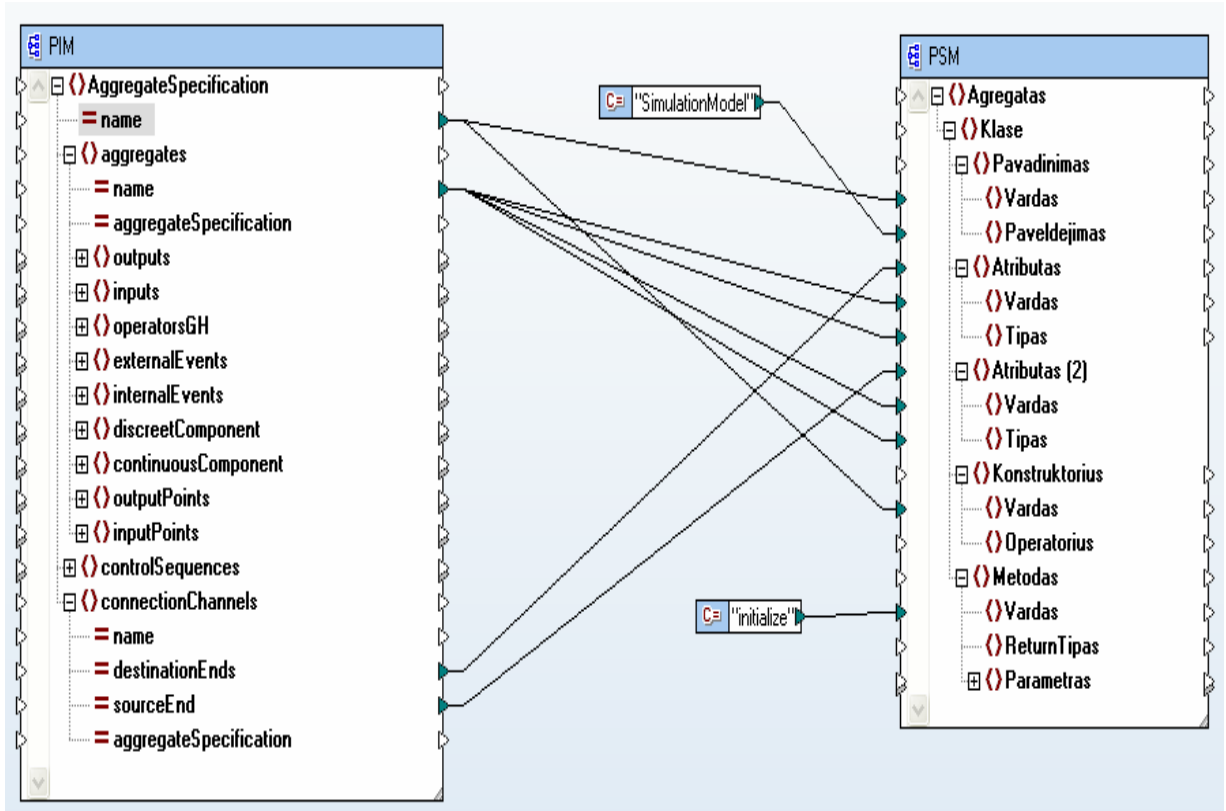 PIM
AggregateSpecification
name
aggregates
name
aggregateSpecification
outputs
inputs
operatorsGH
externalEvents
internalEvents
discreetComponent
continuousComponent
outputPoints
inputPoints
controlSequences
connectionChannels
name
destinationEnds
sourceEnd
aggregateSpecification
C= "SimulationModel"
C= "initialize"
PSM
Agregatas
Klase
Pavadinimas
Vardas
Paveldejimas
Atributas
Vardas
Tipas
Atributas (2)
Vardas
Tipas
Konstruktorius
Vardas
Operatorius
Metodas
Vardas
ReturnTipas
Parametras